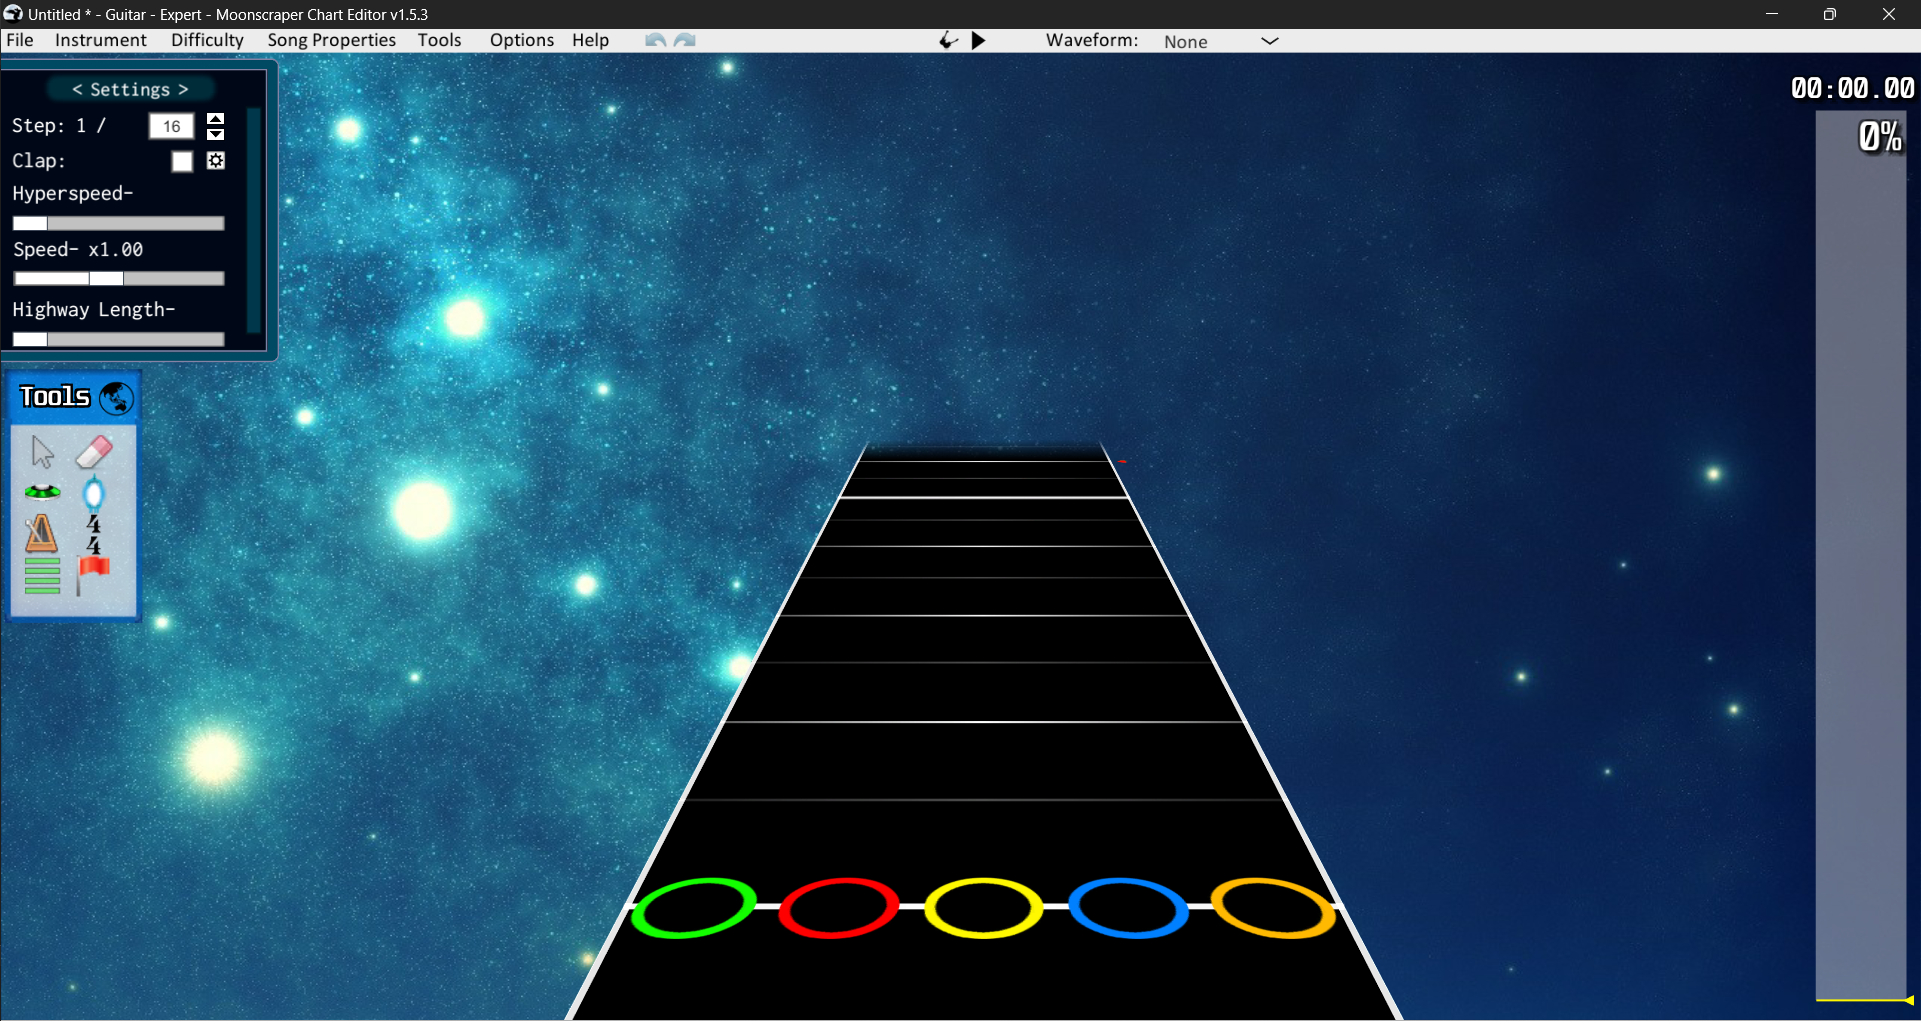 Untitled * - Guitar - Expert - Moonscraper Chart Editor v1.5.3
File Instrument Difficulty Song Properties Tools Options Help Waveform: None
< Settings >
Step: 1 / 16
Clap:
Hyperspeed-
Speed- x1.00
Highway Length-
00:00.00
0%
Tools
4
4